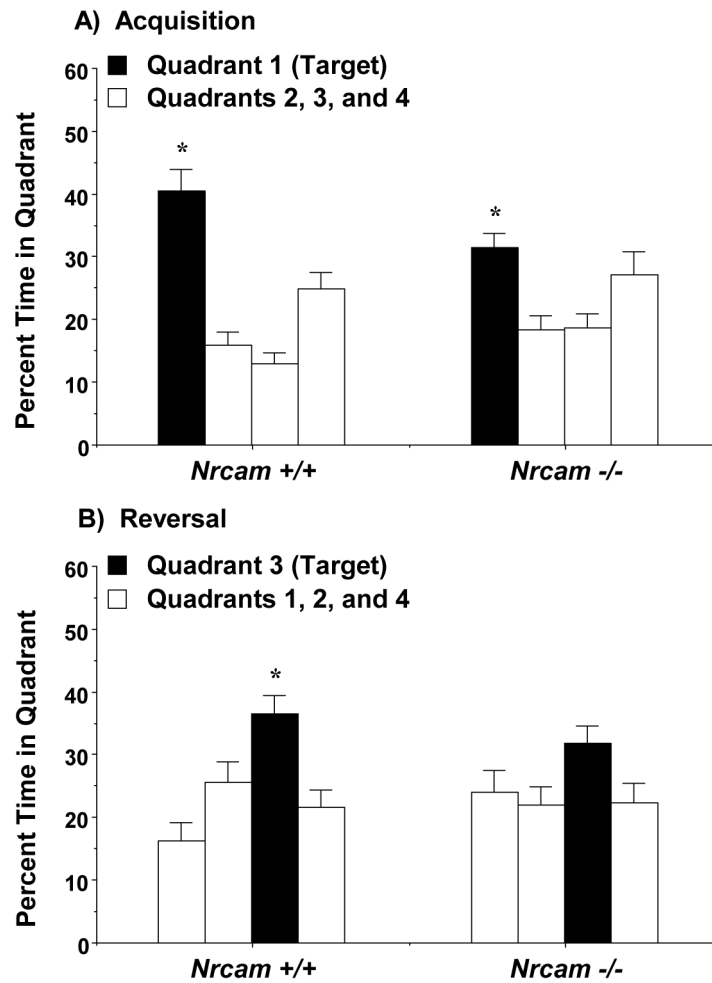 A) Acquisition
Quadrant 1 (Target)
Quadrants 2, 3, and 4
Percent Time in Quadrant
60
50
40
30
20
10
0
*
*
Nrcam +/+
Nrcam -/-
B) Reversal
Quadrant 3 (Target)
Quadrants 1, 2, and 4
Percent Time in Quadrant
60
50
40
30
20
10
0
*
Nrcam +/+
Nrcam -/-